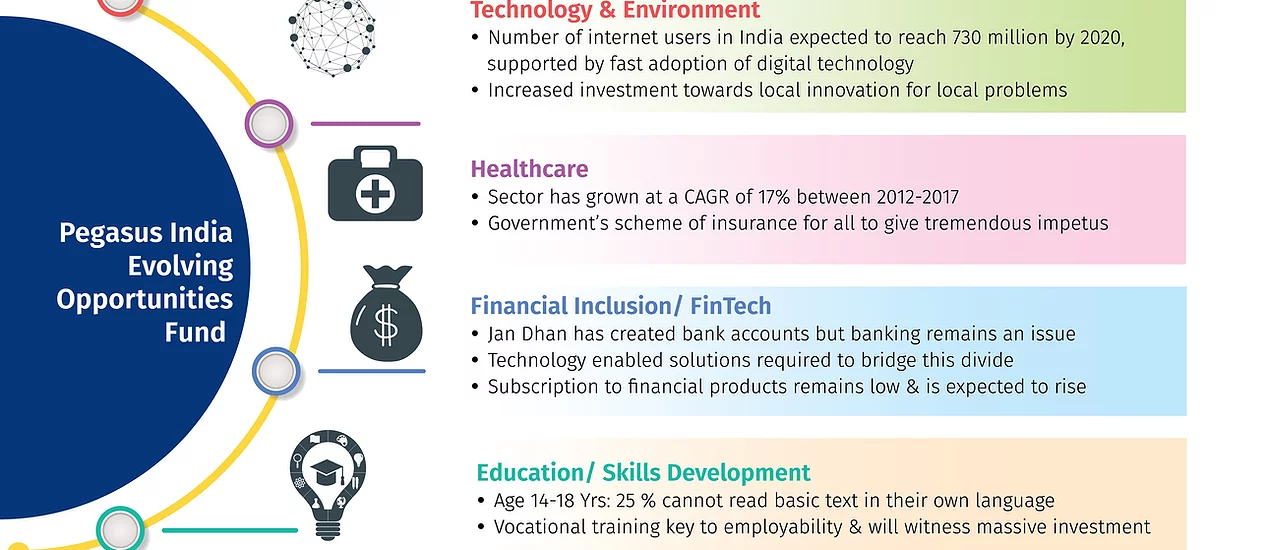 Pegasus India
Evolving
Opportunities
Fund
Technology & Environment
• Number of internet users in India expected to reach 730 million by 2020,
supported by fast adoption of digital technology
• Increased investment towards local innovation for local problems
Healthcare
• Sector has grown at a CAGR of 17% between 2012-2017
• Government’s scheme of insurance for all to give tremendous impetus
$
Financial Inclusion/ FinTech
• Jan Dhan has created bank accounts but banking remains an issue
• Technology enabled solutions required to bridge this divide
• Subscription to financial products remains low & is expected to rise
Education/ Skills Development
• Age 14-18 Yrs: 25 % cannot read basic text in their own language
• Vocational training key to employability & will witness massive investment